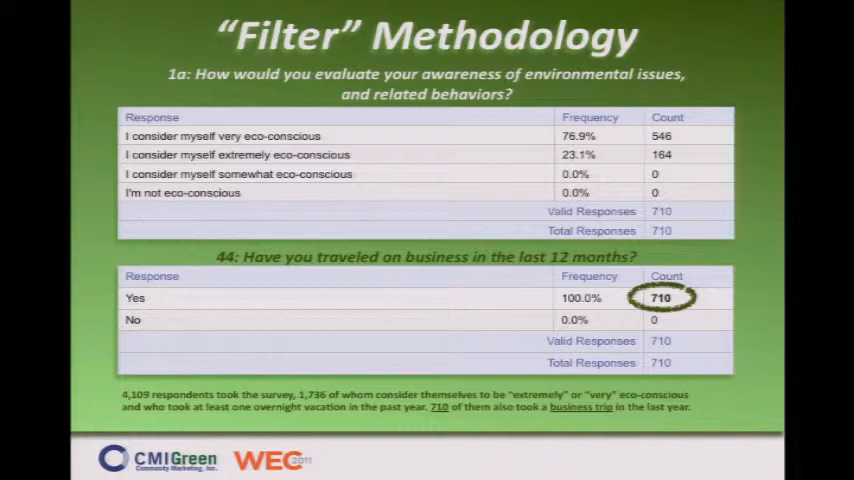 “Filter” Methodology
1a: How would you evaluate your awareness of environmental issues,
and related behaviors?
Response Frequency Count
I consider myself very eco-conscious 76.9% 546
I consider myself extremely eco-conscious 23.1% 164
I consider myself somewhat eco-conscious 0.0% 0
I'm not eco-conscious 0.0% 0
Valid Responses 710
Total Responses 710
44: Have you traveled on business in the last 12 months?
Response Frequency Count
Yes 100.0% 710
No 0.0% 0
Valid Responses 710
Total Responses 710
4,109 respondents took the survey, 1,736 of whom consider themselves to be "extremely" or "very" eco-conscious
and who took at least one overnight vacation in the past year. 710 of them also took a business trip in the last year.
CMIGreen WEC 2011
Community Marketing, Inc.